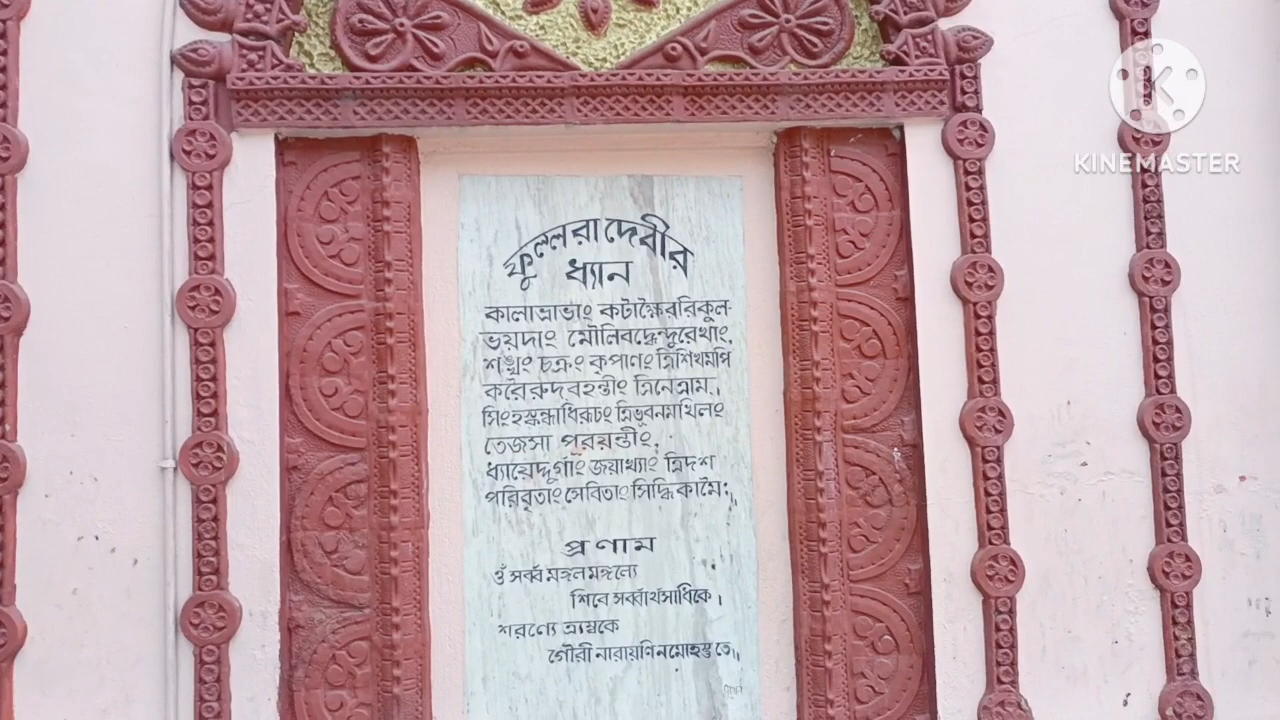 KINEMASTER
ফুল্লরা দেবীর
ধ্যান
কালাভ্রাভাং কটাক্ষৈররিকুল-
ভয়দাং মৌলিবদ্ধেন্দুরেখাং,
শঙ্খং চক্রং কৃপাণং ত্রিশিখমপি
করৈরুদবহন্তীং ত্রিনেত্রাম্।।
সিংহস্কন্ধাধিরূঢ়াং ত্রিভুবনমখিলং
তেজসা পূরয়ন্তীং,
ধ্যায়েদ্দুর্গাং জয়াখ্যাং ত্রিদশ
পরিবৃতাং সেবিতাং সিদ্ধিকামৈঃ।।
প্রণাম
ওঁ সর্ব্ব মঙ্গলমঙ্গল্যে
শিবে সর্ব্বার্থসাধিকে।
শরণ্যে ত্র্যম্বকে
গৌরী নারায়ণি নমোহস্তু তে।।